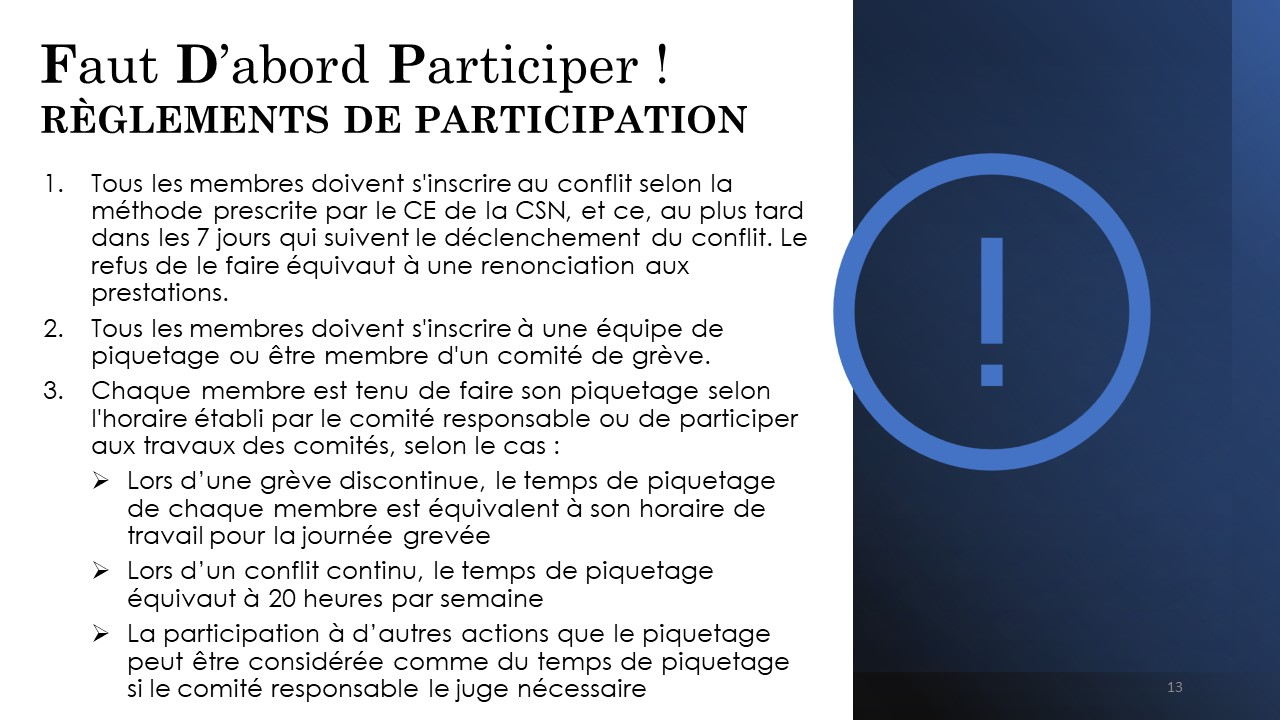 Faut D’abord Participer !
RÈGLEMENTS DE PARTICIPATION
1. Tous les membres doivent s'inscrire au conflit selon la
méthode prescrite par le CE de la CSN, et ce, au plus tard
dans les 7 jours qui suivent le déclenchement du conflit. Le
refus de le faire équivaut à une renonciation aux
prestations.
2. Tous les membres doivent s'inscrire à une équipe de
piquetage ou être membre d'un comité de grève.
3. Chaque membre est tenu de faire son piquetage selon
l'horaire établi par le comité responsable ou de participer
aux travaux des comités, selon le cas :
➢ Lors d’une grève discontinue, le temps de piquetage
de chaque membre est équivalent à son horaire de
travail pour la journée grevée
➢ Lors d’un conflit continu, le temps de piquetage
équivaut à 20 heures par semaine
➢ La participation à d’autres actions que le piquetage
peut être considérée comme du temps de piquetage
si le comité responsable le juge nécessaire
!
13